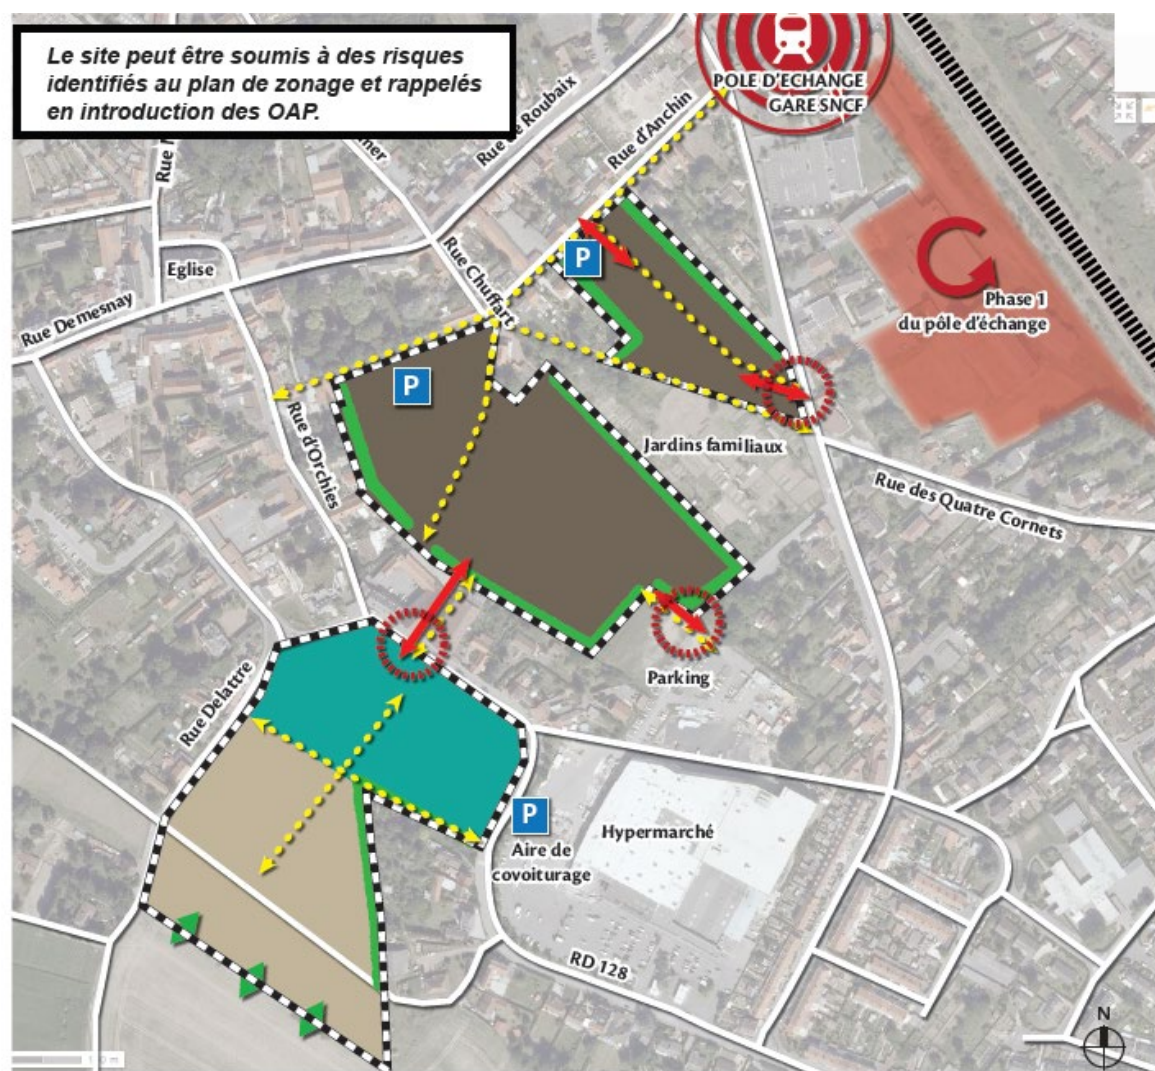 Le site peut être soumis à des risques
identifiés au plan de zonage et rappelés
en introduction des OAP.
POLE D'ECHANGE
GARE SNCF
Rue de Roubaix
Rue d'Anchin
Rue
Rue Chuffart
Eglise
P
Phase 1
du pôle d'échange
Rue Demesnay
P
Rue d'Orchies
Jardins familiaux
Rue des Quatre Cornets
Parking
Rue Delattre
P
Aire de
covoiturage
Hypermarché
RD 128
N